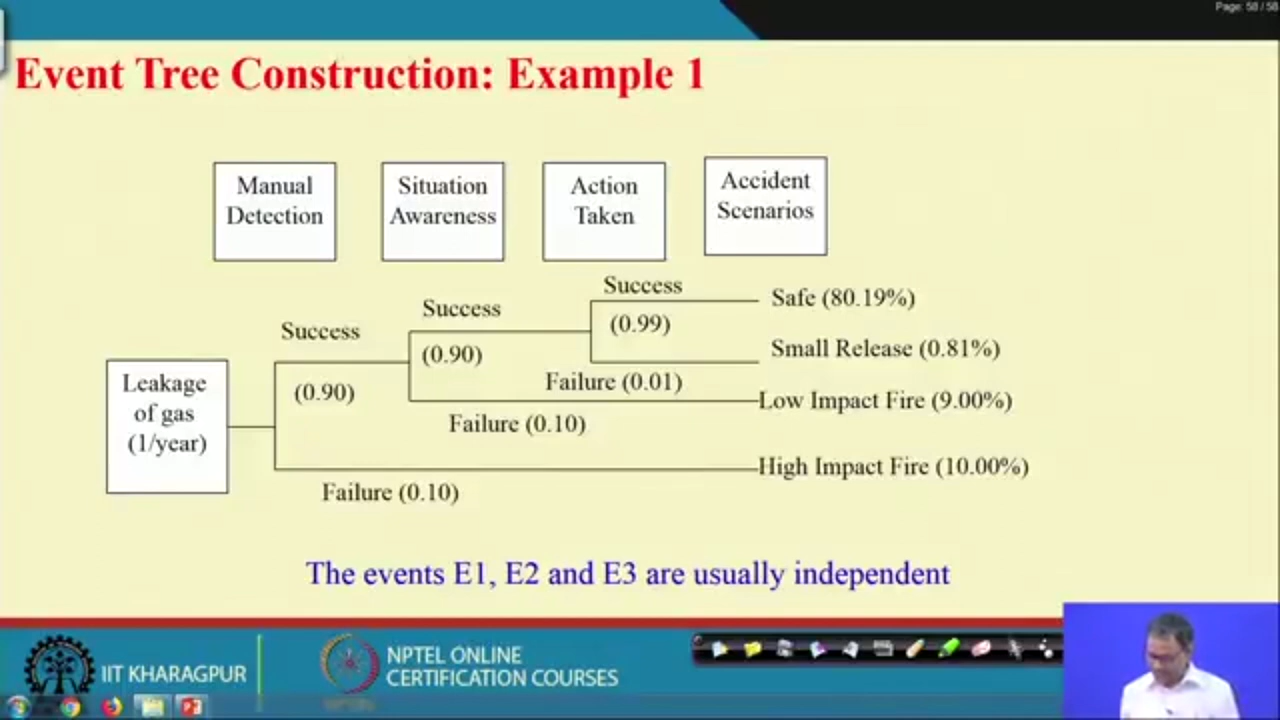 Page: 58 / 58
Event Tree Construction: Example 1
Manual
Detection
Situation
Awareness
Action
Taken
Accident
Scenarios
Success
Safe (80.19%)
Success
(0.99)
Success
(0.90)
Small Release (0.81%)
Leakage
of gas
(1/year)
(0.90)
Failure (0.01)
Low Impact Fire (9.00%)
Failure (0.10)
High Impact Fire (10.00%)
Failure (0.10)
The events E1, E2 and E3 are usually independent
IIT KHARAGPUR
NPTEL ONLINE
CERTIFICATION COURSES